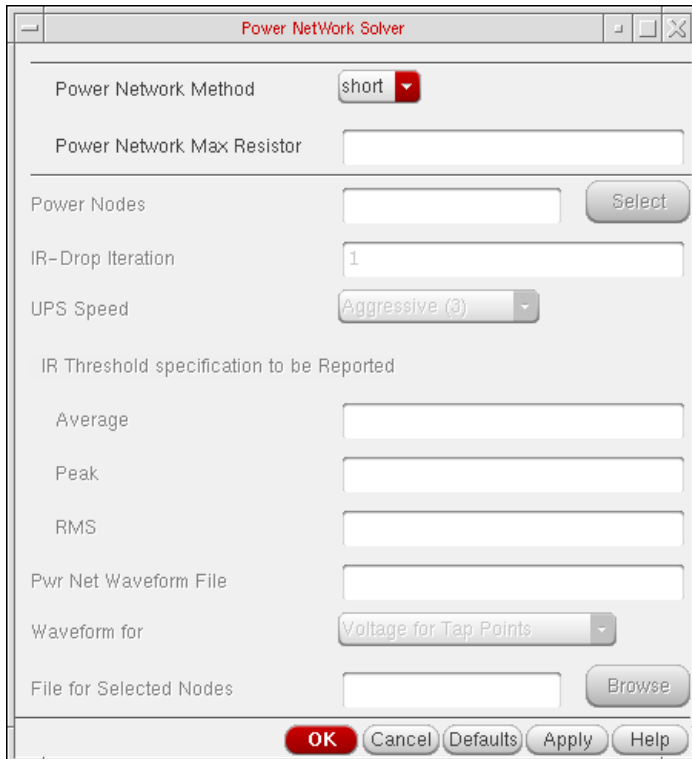 Power NetWork Solver
Power Network Method short
Power Network Max Resistor
Power Nodes Select
IR-Drop Iteration 1
UPS Speed Aggressive (3)
IR Threshold specification to be Reported
Average
Peak
RMS
Pwr Net Waveform File
Waveform for Voltage for Tap Points
File for Selected Nodes Browse
OK Cancel Defaults Apply Help